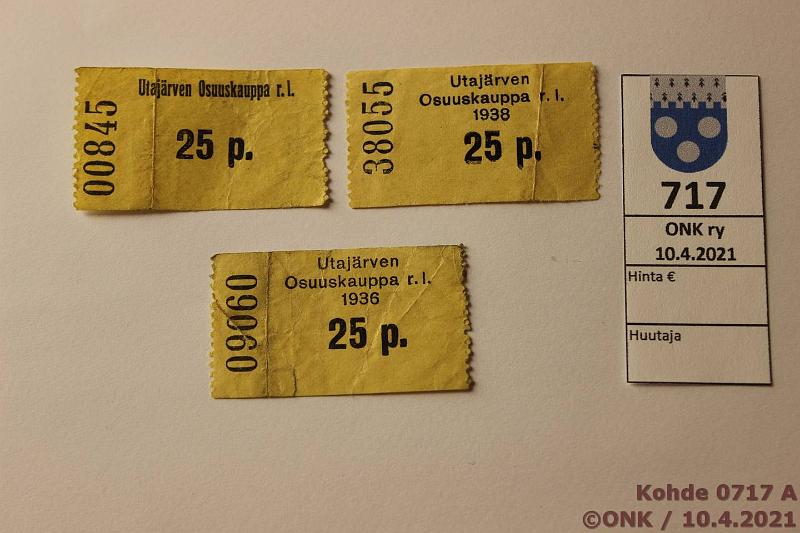 00845
Utajärven Osuuskauppa r. l.
25 p.
38055
Utajärven
Osuuskauppa r. l.
1938
25 p.
09060
Utajärven
Osuuskauppa r. l.
1936
25 p.
717
ONK ry
10.4.2021
Hinta €
Huutaja
Kohde 0717 A
©ONK / 10.4.2021